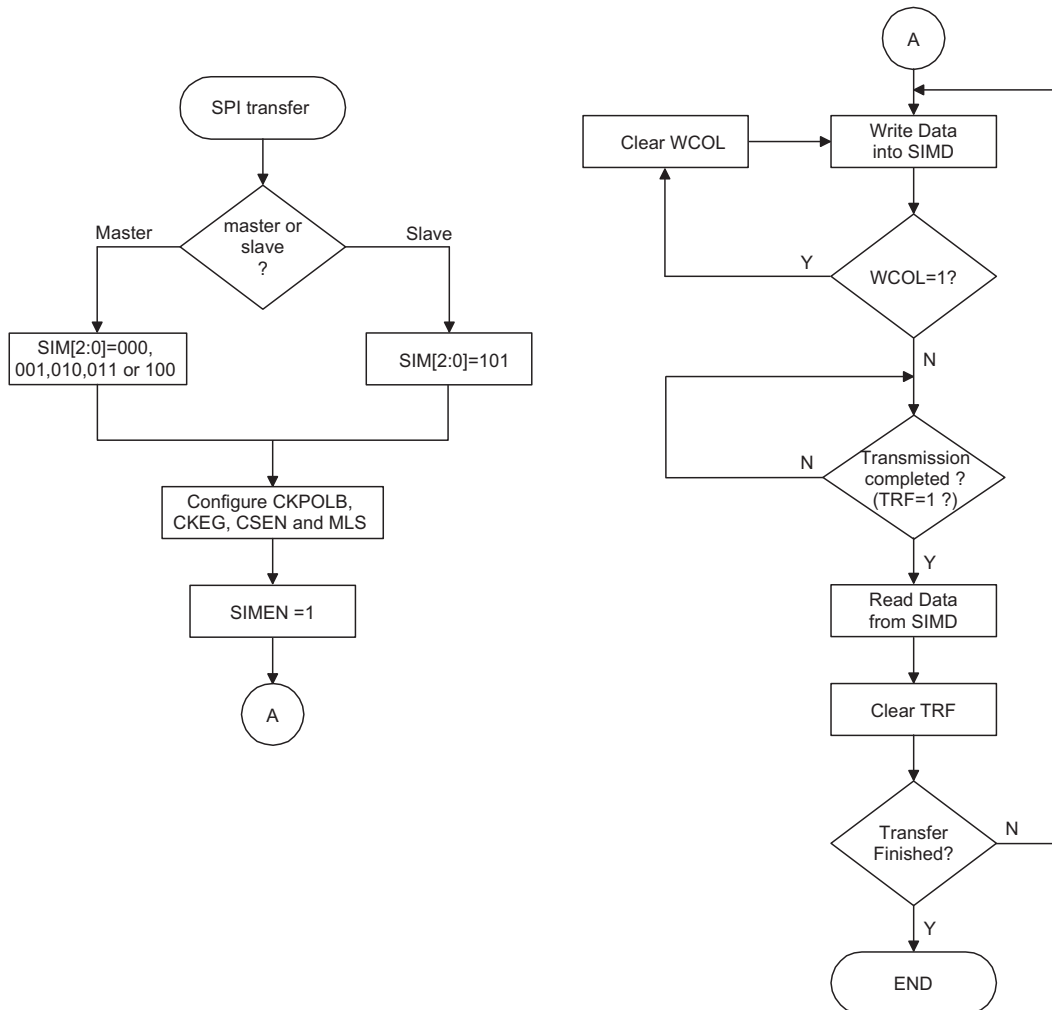 SPI transfer
master or
slave
?
Master
Slave
SIM[2:0]=000,
001,010,011 or 100
SIM[2:0]=101
Configure CKPOLB,
CKEG, CSEN and MLS
SIMEN =1
A
A
Write Data
into SIMD
Clear WCOL
WCOL=1?
Y
N
Transmission
completed ?
(TRF=1 ?)
N
Y
Read Data
from SIMD
Clear TRF
Transfer
Finished?
N
Y
END